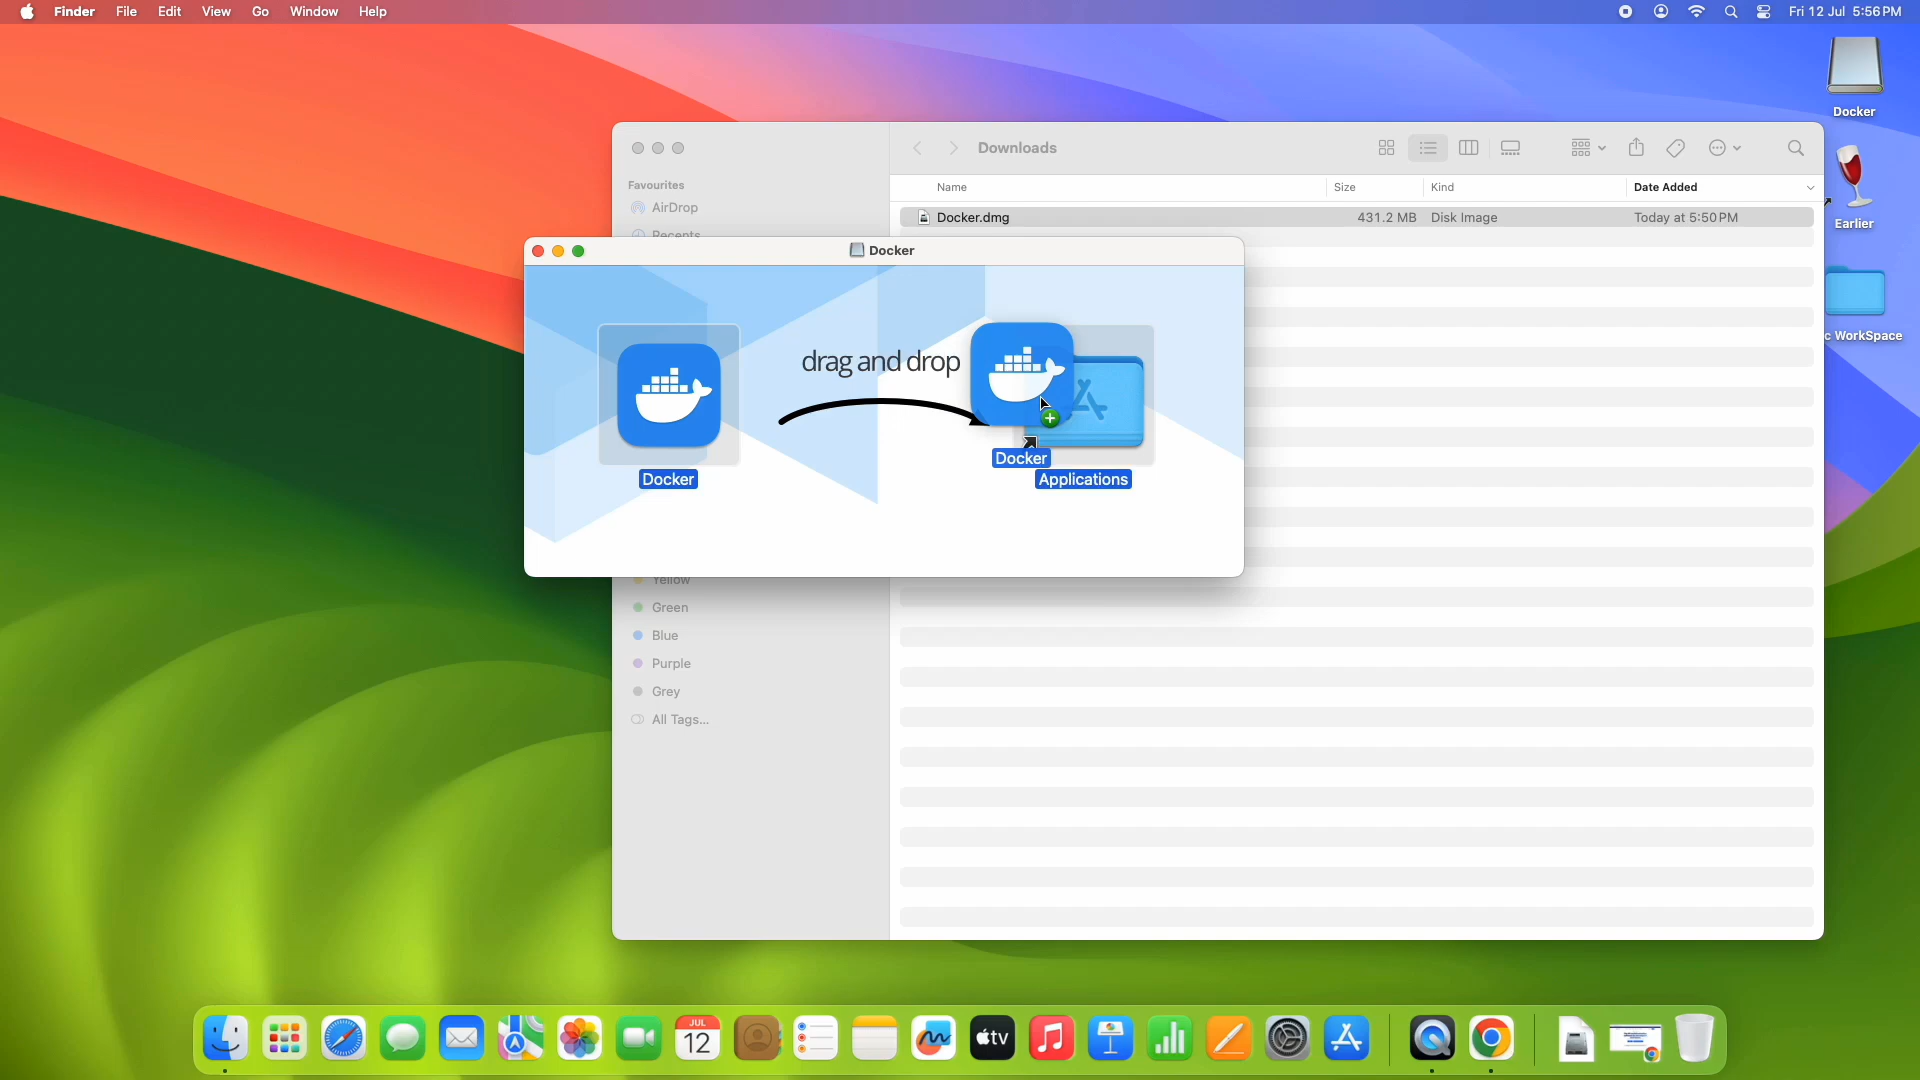 Finder File Edit View Go Window Help Fri 12 Jul 5:56 PM
Docker
Downloads
Favourites
Name Size Kind Date Added
AirDrop
Docker.dmg 431.2 MB Disk Image Today at 5:50 PM
Earlier
Recents
Docker
c WorkSpace
drag and drop
Docker
Docker Applications
Yellow
Green
Blue
Purple
Grey
All Tags...
JUL
12
tv